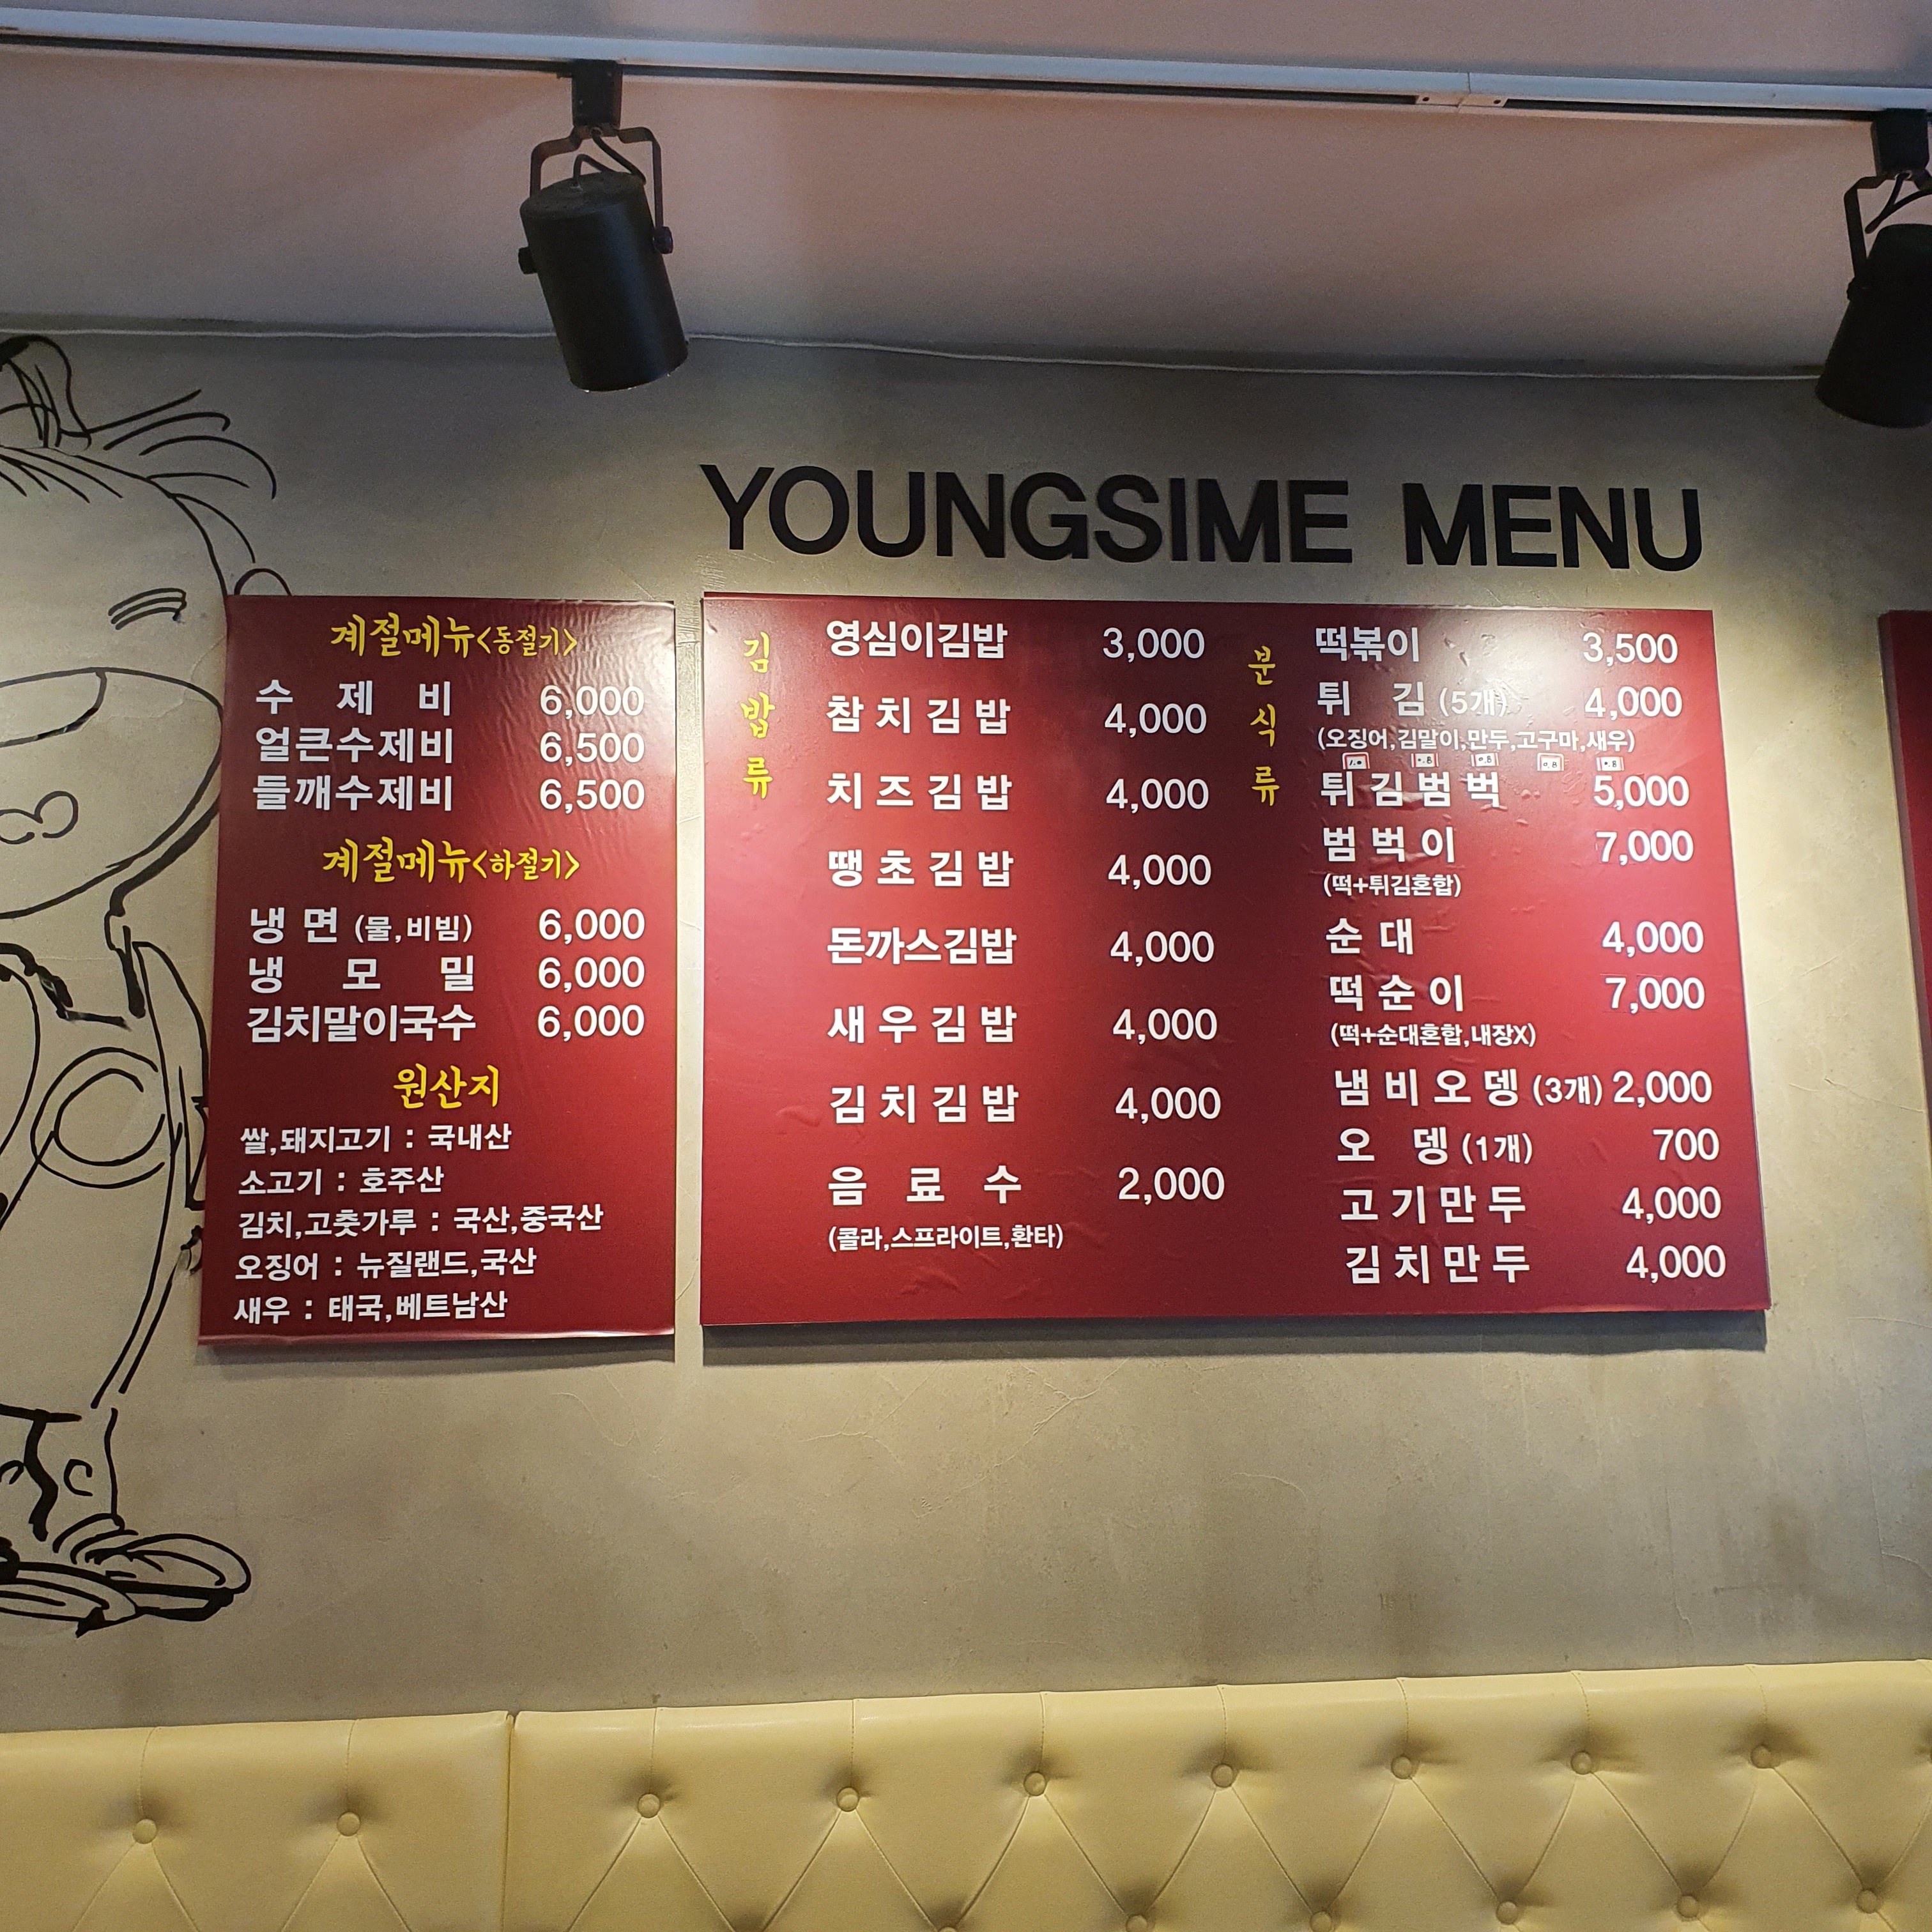 YOUNGSIME MENU
계절메뉴<동절기>
수제비 6,000
얼큰수제비 6,500
들깨수제비 6,500
계절메뉴<하절기>
냉면 (물,비빔) 6,000
냉모밀 6,000
김치말이국수 6,000
원산지
쌀,돼지고기 : 국내산
소고기 : 호주산
김치,고춧가루 : 국산,중국산
오징어 : 뉴질랜드,국산
새우 : 태국,베트남산
김밥류
영심이김밥 3,000
참치김밥 4,000
치즈김밥 4,000
땡초김밥 4,000
돈까스김밥 4,000
새우김밥 4,000
김치김밥 4,000
음료수 2,000
(콜라,스프라이트,환타)
분식류
떡볶이 3,500
튀김 (5개) 4,000
(오징어,김말이,만두,고구마,새우)
튀김범벅 5,000
범벅이 7,000
(떡+튀김혼합)
순대 4,000
떡순이 7,000
(떡+순대혼합,내장X)
냄비오뎅 (3개) 2,000
오뎅 (1개) 700
고기만두 4,000
김치만두 4,000